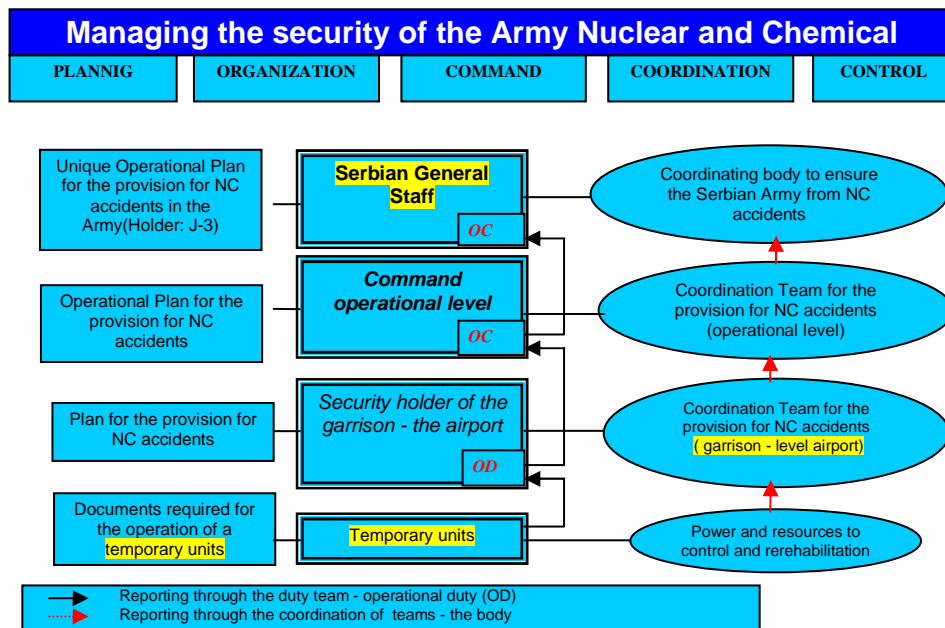 Managing the security of the Army Nuclear and Chemical
PLANNIG
ORGANIZATION
COMMAND
COORDINATION
CONTROL
Unique Operational Plan
for the provision for NC
accidents in the
Army(Holder: J-3)
Serbian General
Staff
OC
Coordinating body to ensure
the Serbian Army from NC
accidents
Operational Plan for the
provision for NC
accidents
Command
operational level
OC
Coordination Team for the
provision for NC accidents
(operational level)
Plan for the provision for
NC accidents
Security holder of the
garrison - the airport
OD
Coordination Team for the
provision for NC accidents
( garrison - level airport)
Documents required for
the operation of a
temporary units
Temporary units
Power and resources to
control and rerehabilitation
Reporting through the duty team - operational duty (OD)
Reporting through the coordination of teams - the body